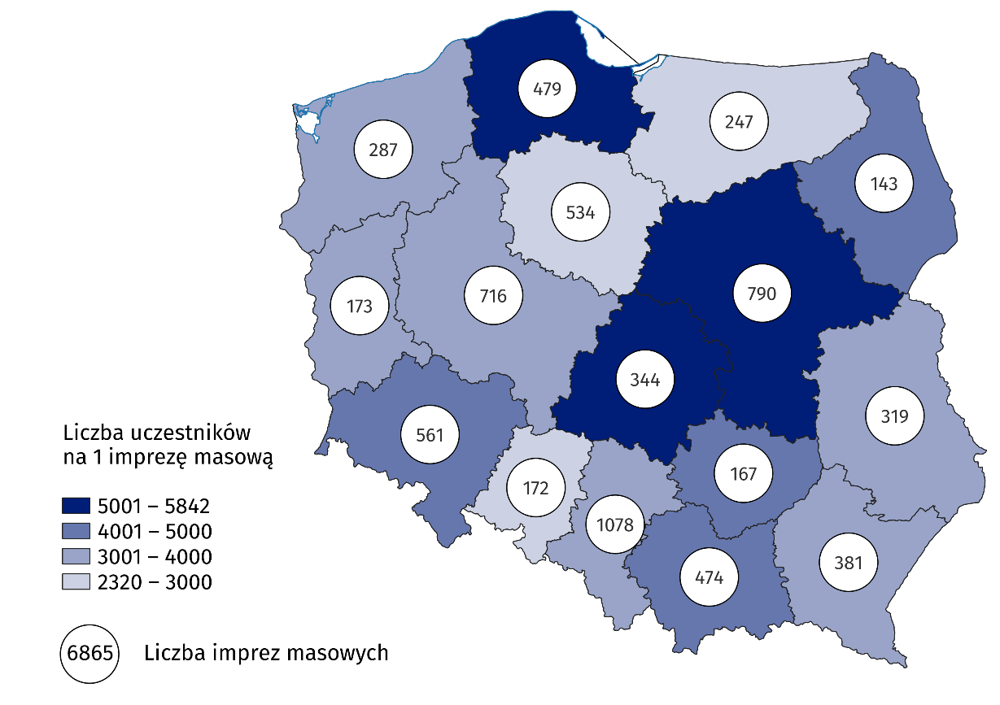 479
247
287
143
534
790
716
173
344
319
561
167
172
1078
381
474
Liczba uczestników
na 1 imprezę masową
5001 – 5842
4001 – 5000
3001 – 4000
2320 – 3000
6865 Liczba imprez masowych